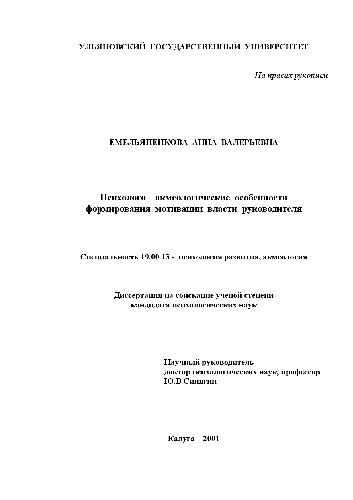 УЛЬЯНОВСКИЙ ГОСУДАРСТВЕННЫЙ УНИВЕРСИТЕТ
На правах рукописи
ЕМЕЛЬЯНЕНКОВА АННА ВАЛЕРЬЕВНА
Психолого - акмеологические особенности
формирования мотивации власти руководителя
Специальность 19.00.13 - психология развития, акмеология
Диссертация на соискание ученой степени
кандидата психологических наук
Научный руководитель
доктор психологических наук, профессор
Ю.В.Синягин
Калуга 2001